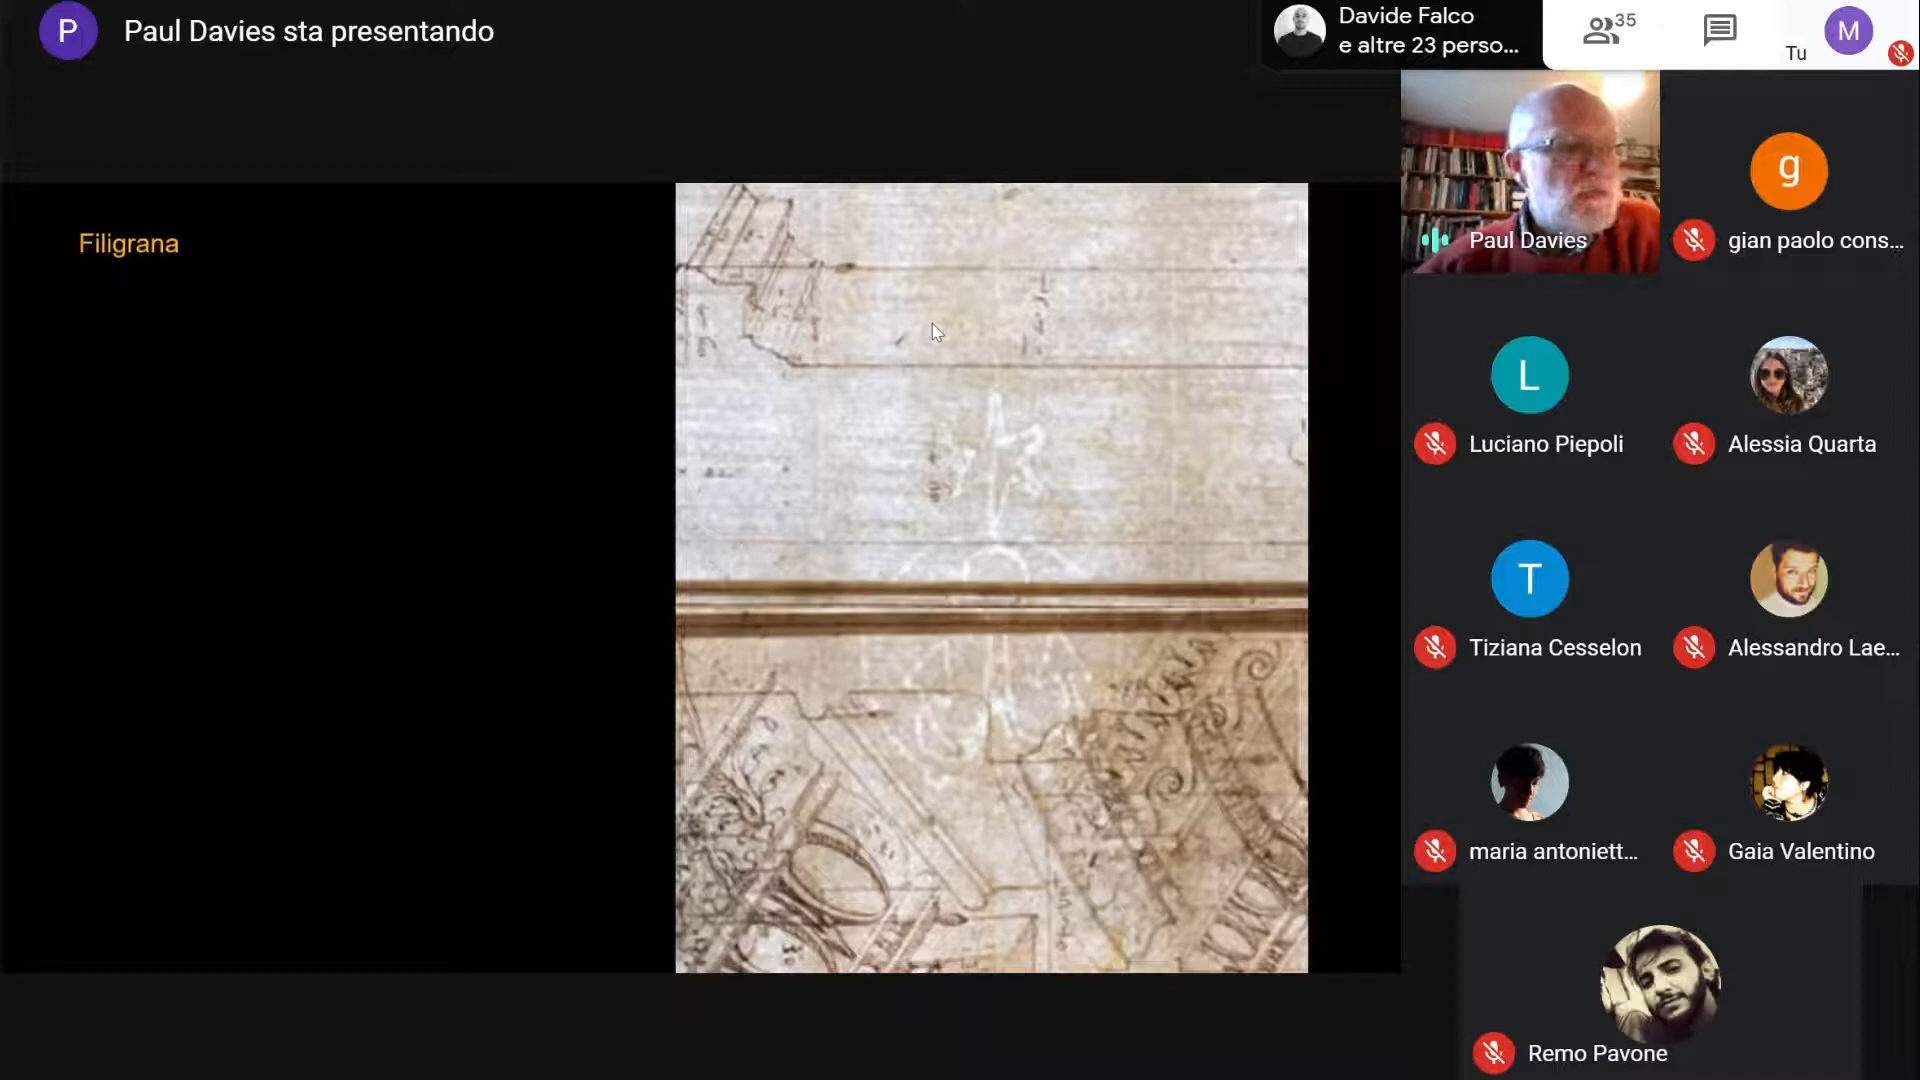 P
Paul Davies sta presentando
Davide Falco
e altre 23 perso...
35
Tu
M
Filigrana
Paul Davies
g
gian paolo cons...
L
Luciano Piepoli
Alessia Quarta
T
Tiziana Cesselon
Alessandro Lae...
maria antoniett...
Gaia Valentino
Remo Pavone